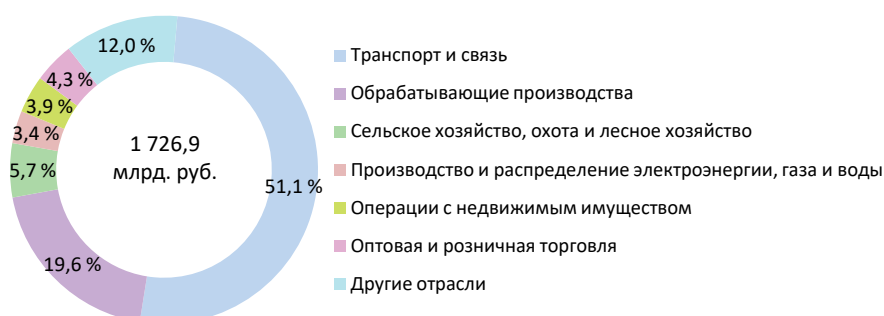 12,0 %
4,3 %
3,9 %
3,4 %
5,7 %
19,6 %
51,1 %
1 726,9
млрд. руб.
Транспорт и связь
Обрабатывающие производства
Сельское хозяйство, охота и лесное хозяйство
Производство и распределение электроэнергии, газа и воды
Операции с недвижимым имуществом
Оптовая и розничная торговля
Другие отрасли